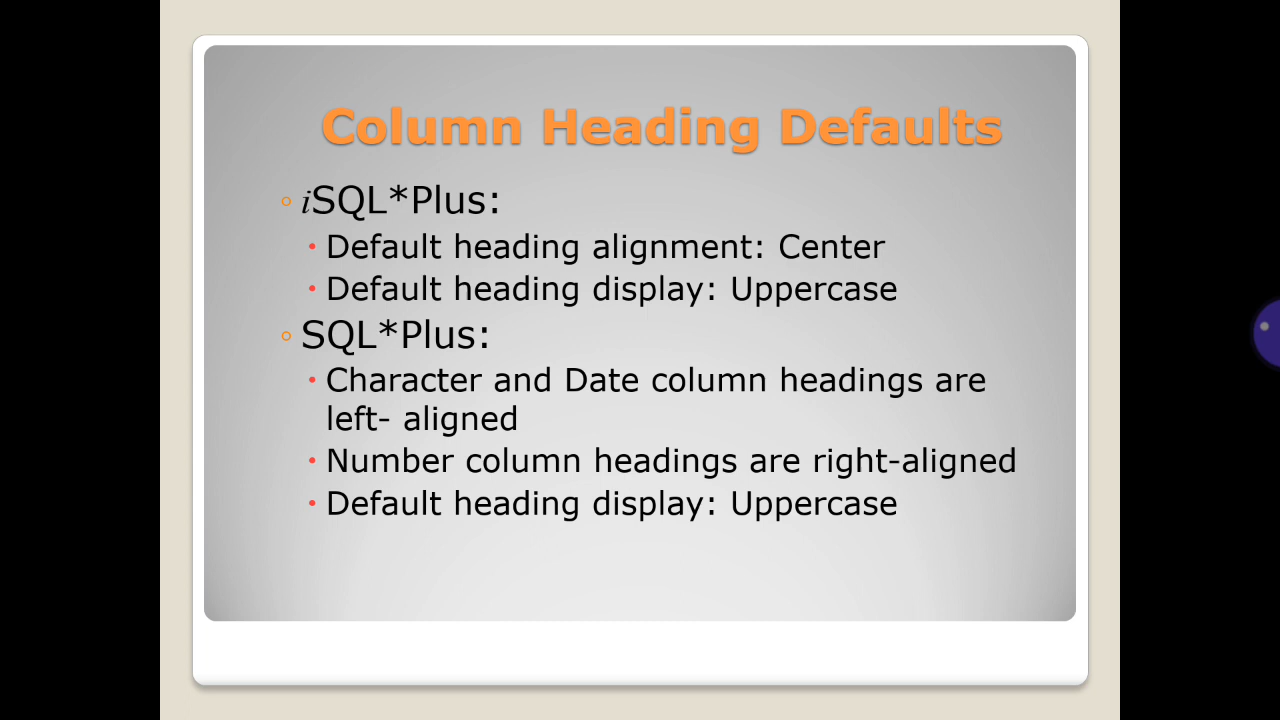 Column Heading Defaults
iSQL*Plus:
Default heading alignment: Center
Default heading display: Uppercase
SQL*Plus:
Character and Date column headings are
left- aligned
Number column headings are right-aligned
Default heading display: Uppercase